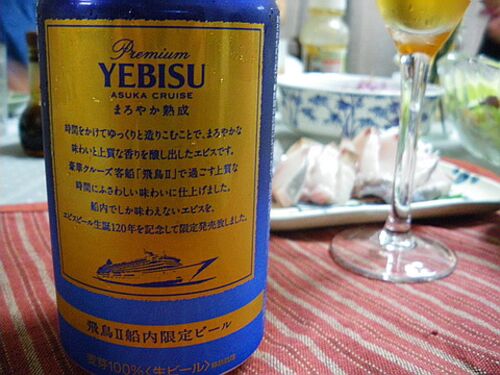 Premium
YEBISU
ASUKA CRUISE
まろやか熟成
時間をかけてゆっくりと造りこむことで、まろやかな
味わいと上質な香りを醸し出したエビスです。
豪華クルーズ客船「飛鳥II」で過ごす上質な
時間にふさわしい味わいに仕上げました。
船内でしか味わえないエビスを、
エビスビール生誕120年を記念して限定発売致しました。
飛鳥II船内限定ビール
麦芽100%〈生ビール〉